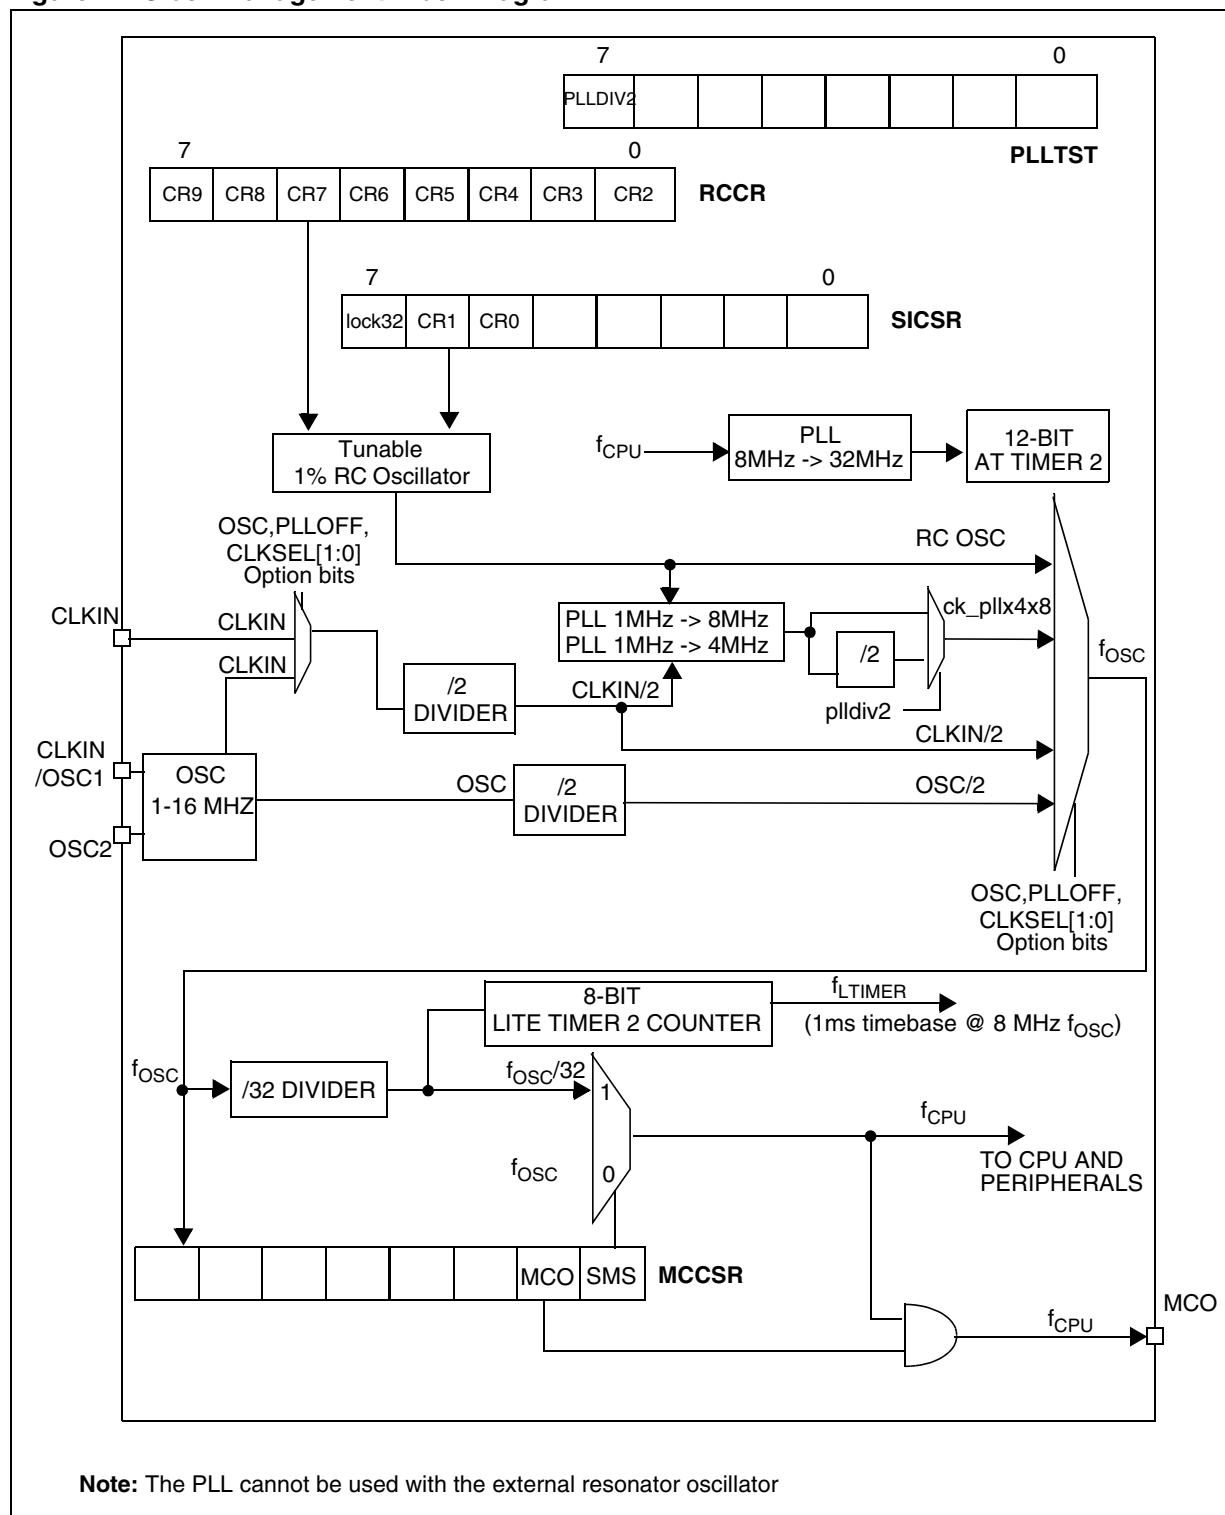 7 0
PLLDIV2
PLLTST
7 0
CR9 CR8 CR7 CR6 CR5 CR4 CR3 CR2 RCCR
7 0
lock32 CR1 CR0 SICSR
Tunable
1% RC Oscillator
fCPU
PLL
8MHz -> 32MHz
12-BIT
AT TIMER 2
OSC,PLLOFF,
CLKSEL[1:0]
Option bits
RC OSC
CLKIN
CLKIN
CLKIN
PLL 1MHz -> 8MHz
PLL 1MHz -> 4MHz
/2
ck_pllx4x8
plldiv2
fOSC
/2
DIVIDER
CLKIN/2
CLKIN/2
CLKIN
/OSC1
OSC2
OSC
1-16 MHZ
OSC
/2
DIVIDER
OSC/2
OSC,PLLOFF,
CLKSEL[1:0]
Option bits
8-BIT
LITE TIMER 2 COUNTER
fLTIMER
(1ms timebase @ 8 MHz fOSC)
fOSC
/32 DIVIDER
fOSC/32
1
fOSC
0
fCPU
TO CPU AND
PERIPHERALS
MCO SMS MCCSR
fCPU
MCO
Note: The PLL cannot be used with the external resonator oscillator